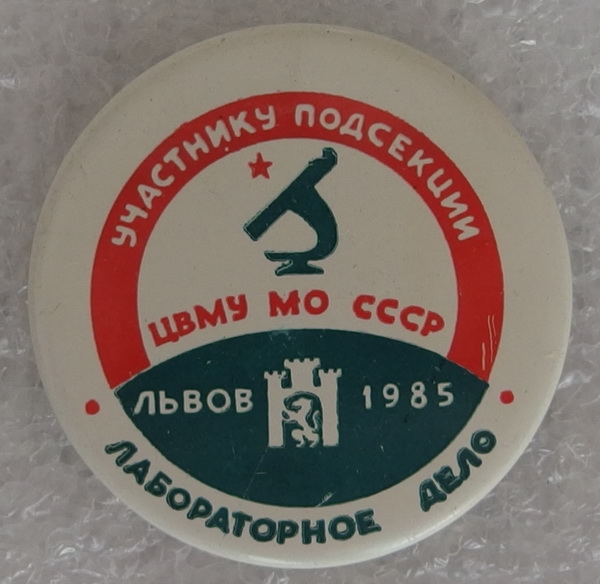 УЧАСТНИКУ ПОДСЕКЦИИ
ЦВМУ МО СССР
ЛЬВОВ 1985
ЛАБОРАТОРНОЕ ДЕЛО